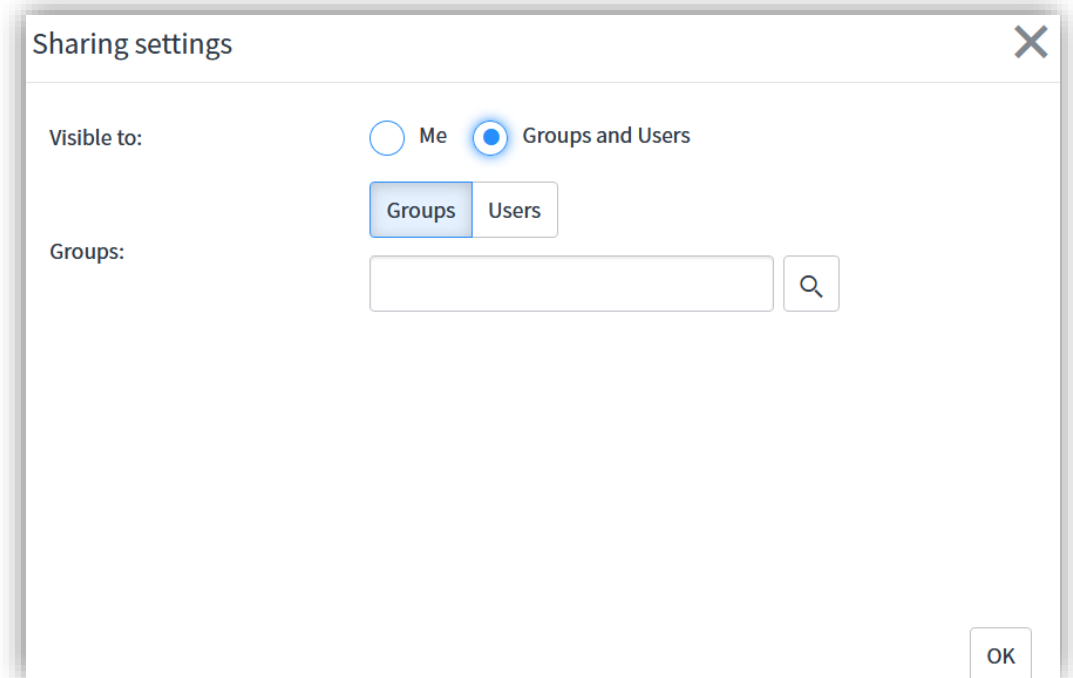 Sharing settings
Visible to: Me Groups and Users
Groups Users
Groups:
OK